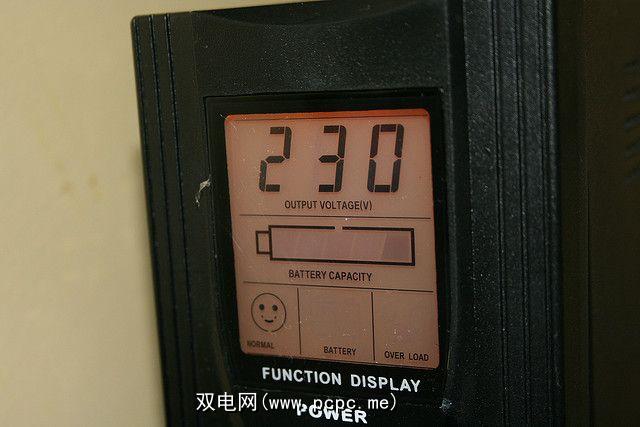 230
OUTPUT VOLTAGE(V)
BATTERY CAPACITY
NORMAL
BATTERY
OVER LOAD
FUNCTION DISPLAY
双电网(www.pcpc.me)
POWER